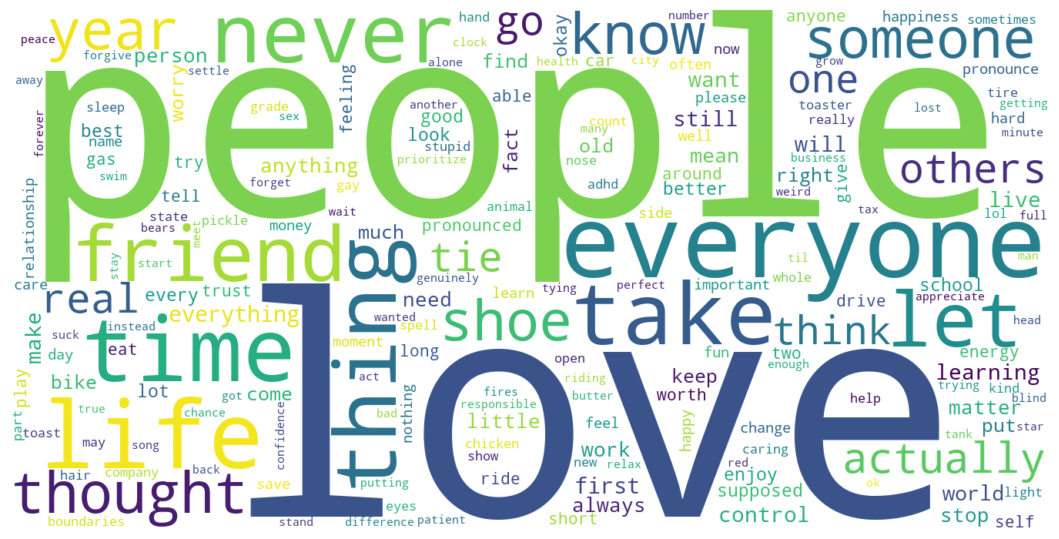 people
love
year
never
go
know
someone
anyone
happiness
sometimes
hand
number
okay
peace
forgive
person
clock
find
health
car
city
often
now
grow
pronounce
one
away
settle
worry
feeling
alone
able
want
please
toaster
really
tire
getting
sleep
grade
sex
another
good
many
count
still
lost
hard
minute
forever
best
name
look
stupid
fact
old
well
will
gas
try
anything
prioritize
nose
mean
business
others
swim
tell
forget
gay
adhd
around
better
right
weird
give
live
relationship
state
bears
pickle
wait
money
animal
side
tax
lol
full
friend
meet
much
pronounced
everyone
man
stay
start
thing
tie
genuinely
til
whole
care
real
every
trust
need
learn
tying
perfect
important
school
appreciate
make
suck
instead
everything
wanted
spell
shoe
take
drive
think
let
head
day
eat
time
moment
long
open
fun
two
enough
energy
bike
lot
got
come
act
nothing
riding
keep
worth
learning
trying
kind
blind
play
part
true
chance
bad
fires
responsible
butter
happy
help
matter
life
toast
may
song
confidence
little
chicken
show
feel
change
caring
put
star
hair
company
back
work
new
relax
red
tank
actually
thought
save
putting
eyes
ride
first
always
enjoy
supposed
ok
world
light
boundaries
stand
difference
patient
short
control
stop
self